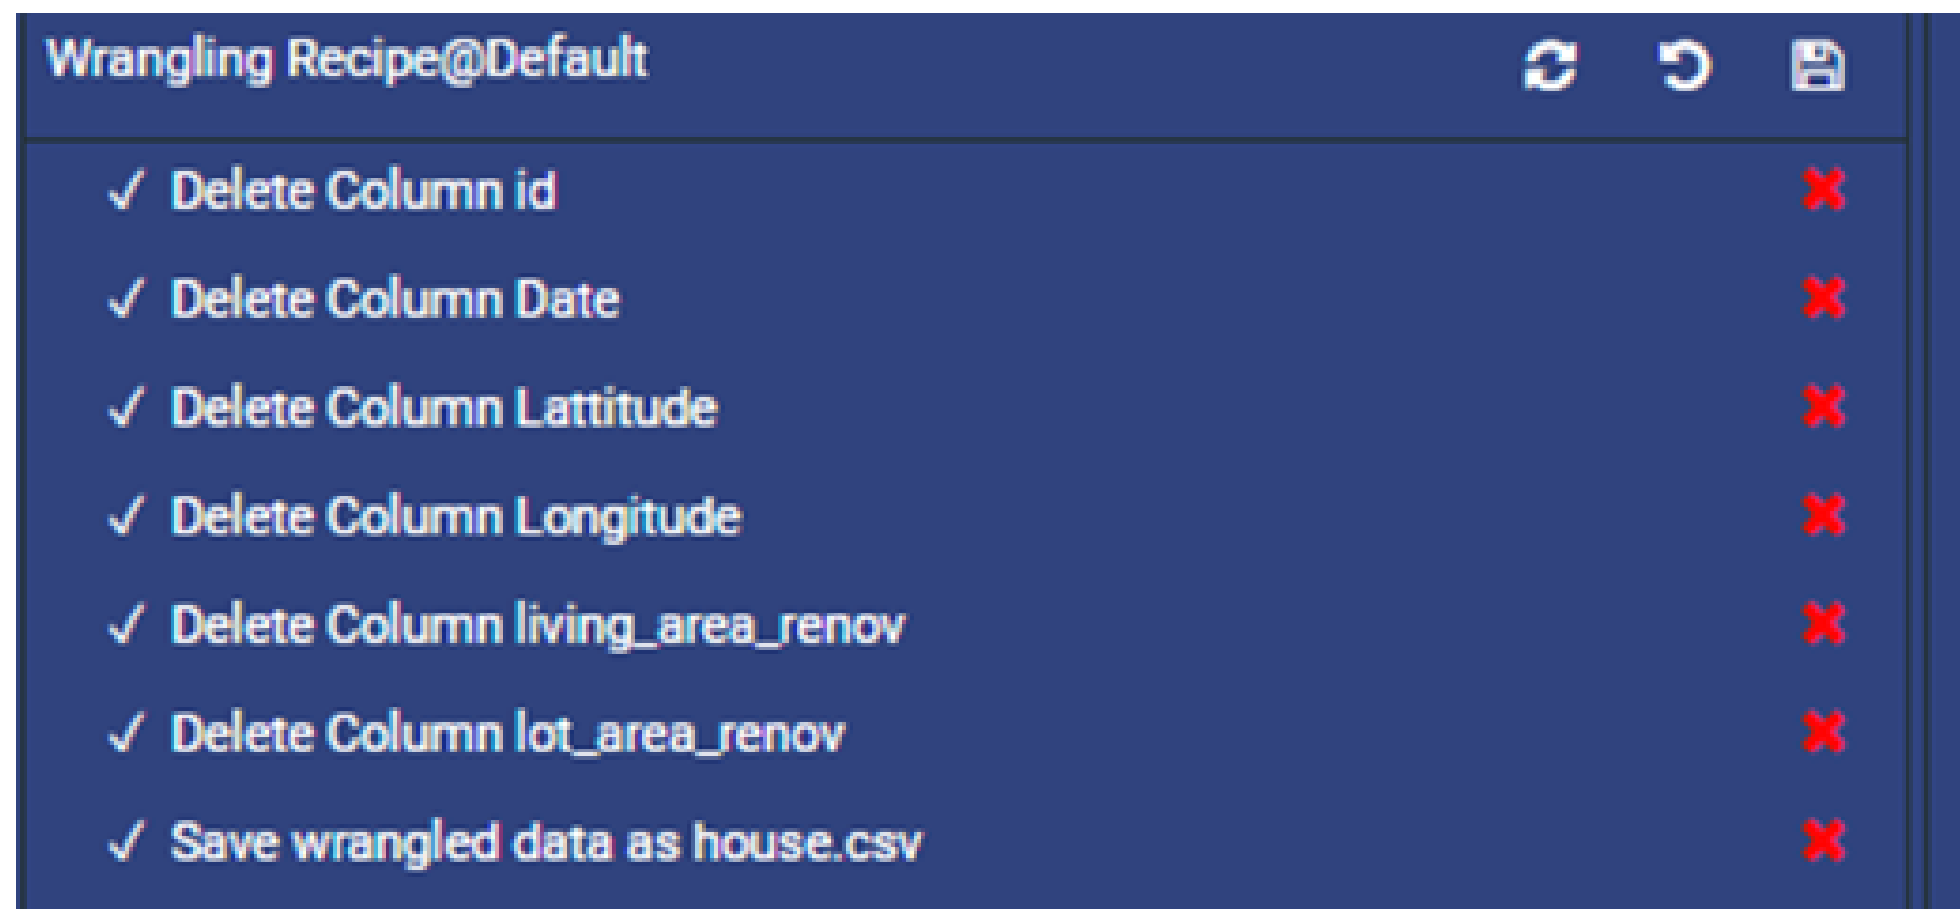 Wrangling Recipe@Default
✓ Delete Column id
✓ Delete Column Date
✓ Delete Column Lattitude
✓ Delete Column Longitude
✓ Delete Column living_area_renov
✓ Delete Column lot_area_renov
✓ Save wrangled data as house.csv